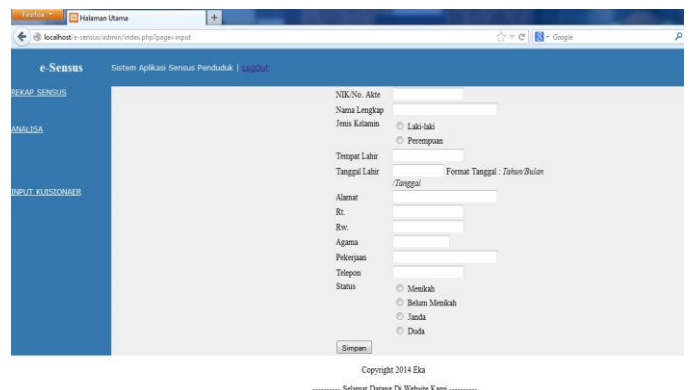 Firefox
Halaman Utama
localhost/e-sensus/admin/index.php?page=input
Google
e-Sensus
Sistem Aplikasi Sensus Penduduk | LogOut
REKAP SENSUS
ANALISA
INPUT KUISIONAER
NIK/No. Akte
Nama Lengkap
Jenis Kelamin
Laki-laki
Perempuan
Tempat Lahir
Tanggal Lahir Format Tanggal : Tahun/Bulan
/Tanggal
Alamat
Rt.
Rw.
Agama
Pekerjaan
Telepon
Status
Menikah
Belum Menikah
Janda
Duda
Simpan
Copyright 2014 Eka
---------- Selamat Datang Di Website Kami ----------